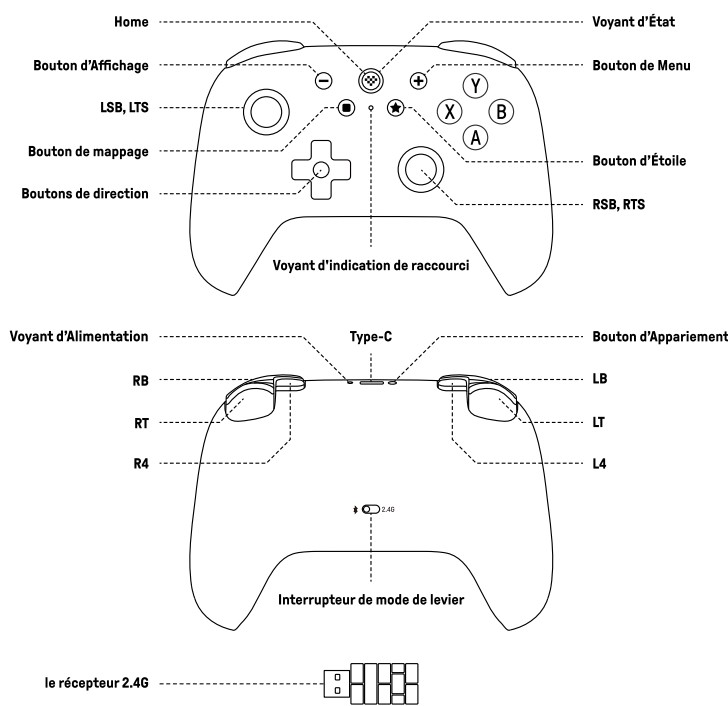 Home
Voyant d'État
Bouton d'Affichage
Bouton de Menu
LSB, LTS
Y
X
B
A
Bouton de mappage
Bouton d'Étoile
Boutons de direction
RSB, RTS
Voyant d'indication de raccourci
Voyant d'Alimentation
Type-C
Bouton d'Appariement
RB
LB
RT
LT
R4
L4
2.4G
Interrupteur de mode de levier
le récepteur 2.4G